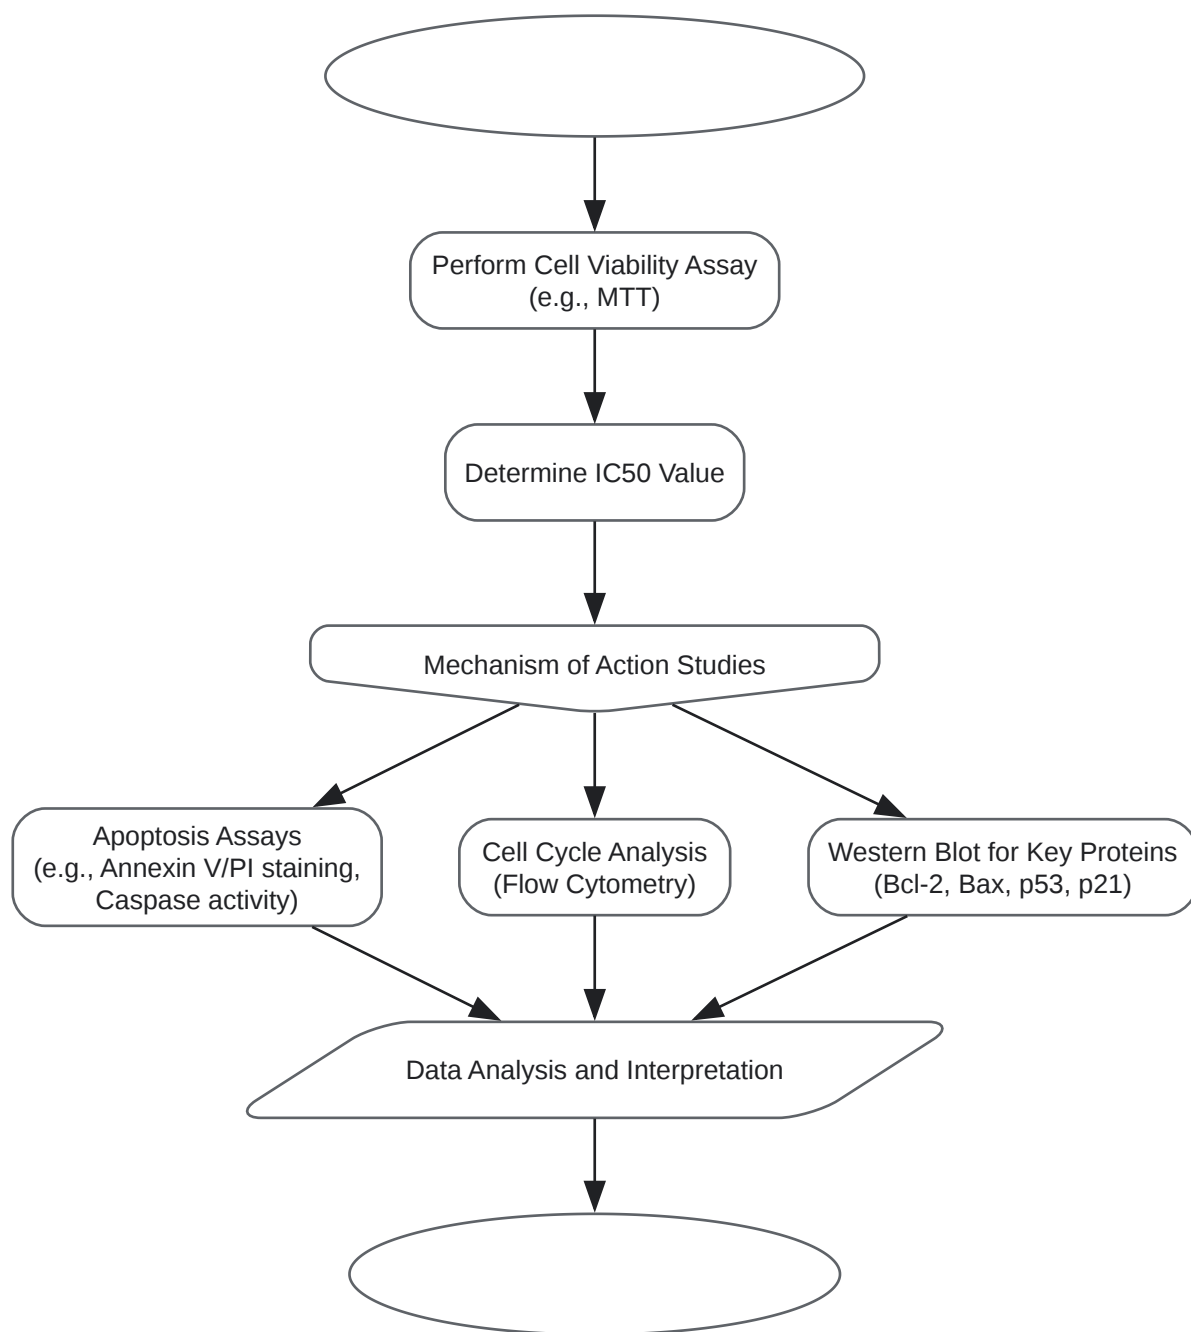 Perform Cell Viability Assay
(e.g., MTT)
Determine IC50 Value
Mechanism of Action Studies
Apoptosis Assays
(e.g., Annexin V/PI staining,
Caspase activity)
Cell Cycle Analysis
(Flow Cytometry)
Western Blot for Key Proteins
(Bcl-2, Bax, p53, p21)
Data Analysis and Interpretation